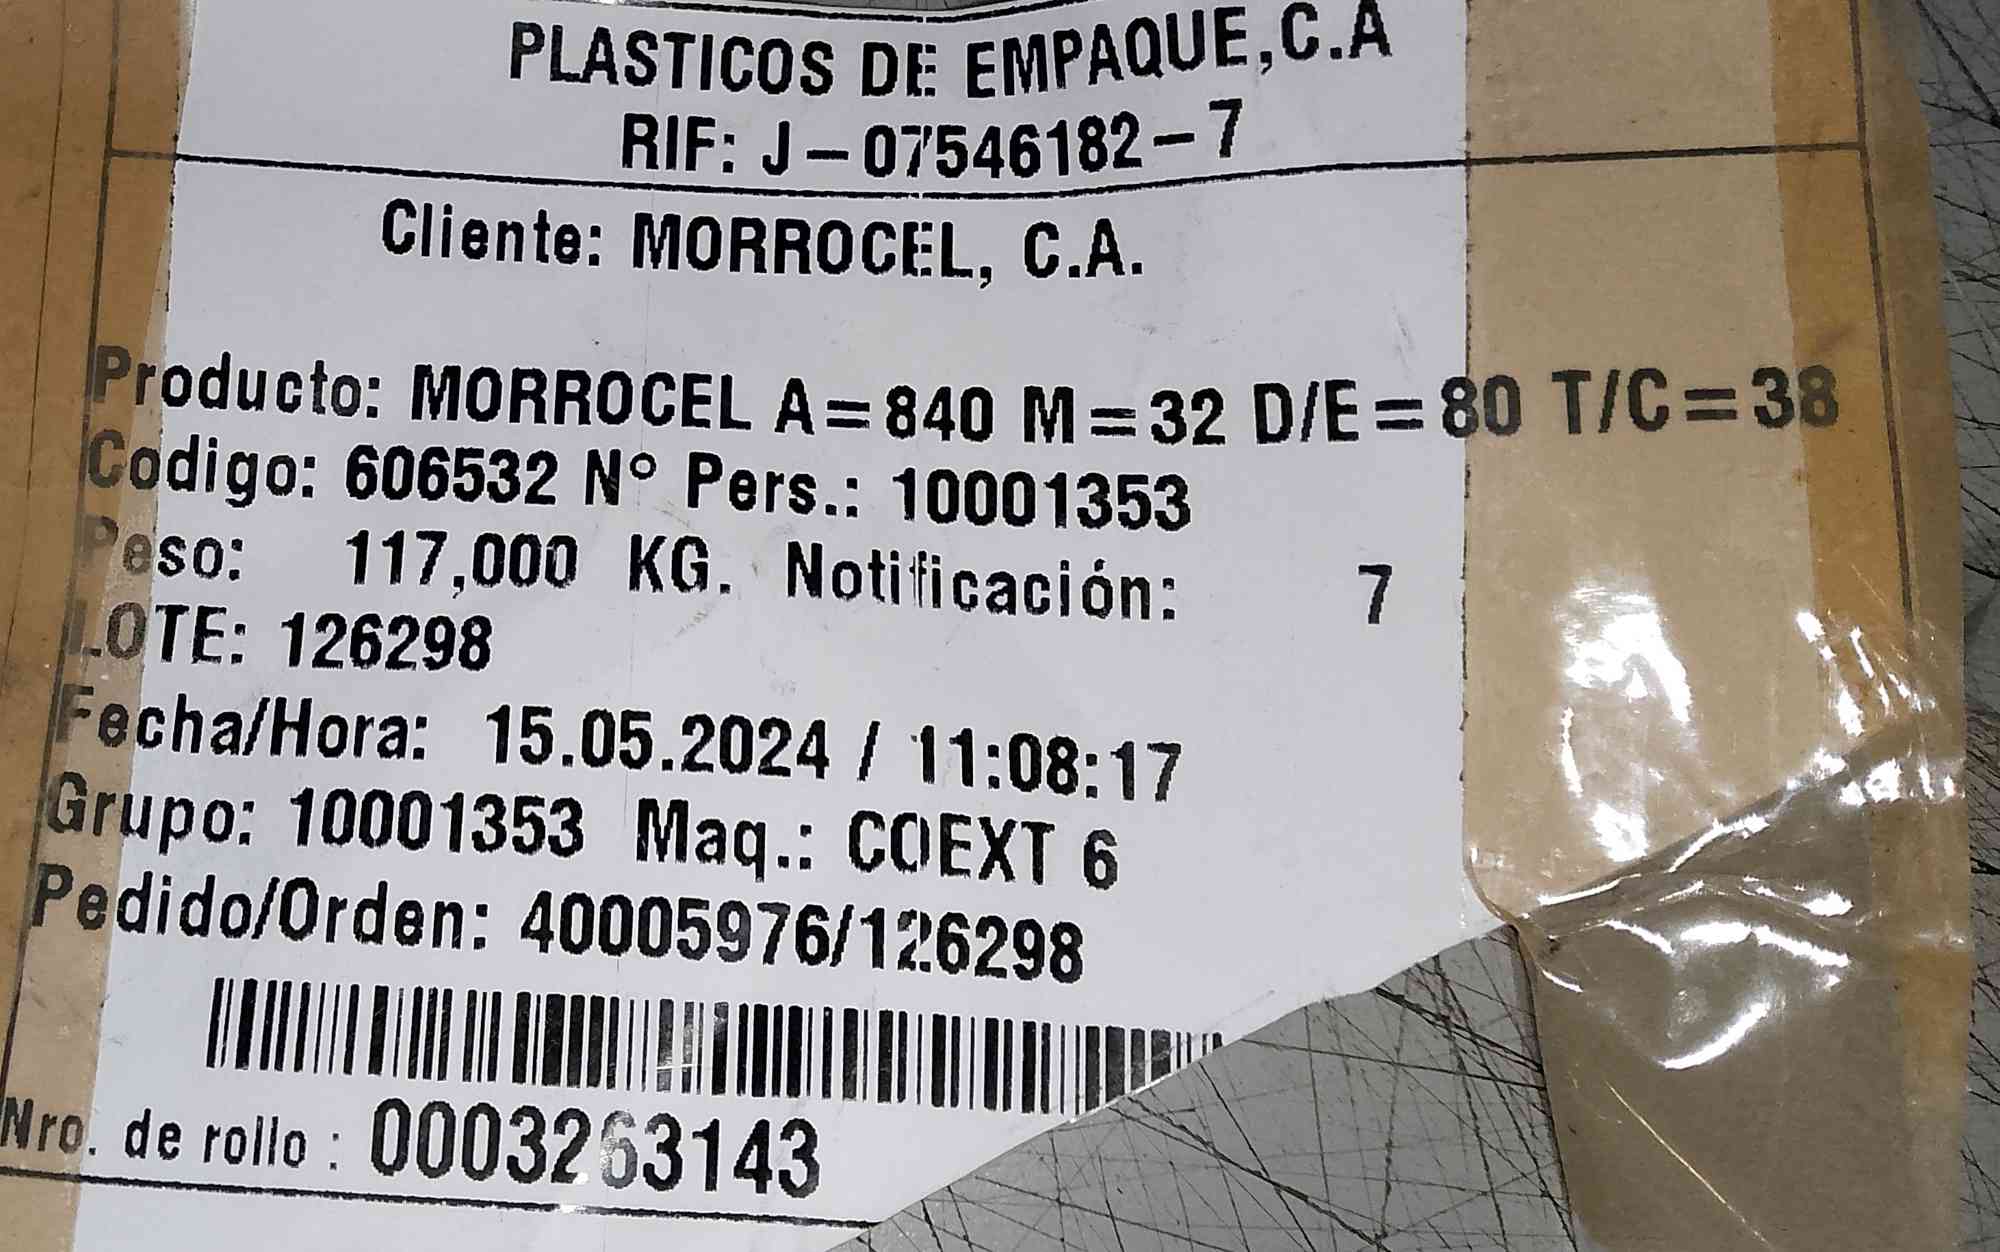 PLASTICOS DE EMPAQUE,C.A
RIF: J-07546182-7
Cliente: MORROCEL, C.A.
Producto: MORROCEL A=840 M=32 D/E=80 T/C=38
Codigo: 606532 N° Pers.: 10001353
Peso: 117,000 KG. Notificación: 7
LOTE: 126298
Fecha/Hora: 15.05.2024 / 11:08:17
Grupo: 10001353 Maq.: COEXT 6
Pedido/Orden: 40005976/126298
Nro. de rollo : 0003263143